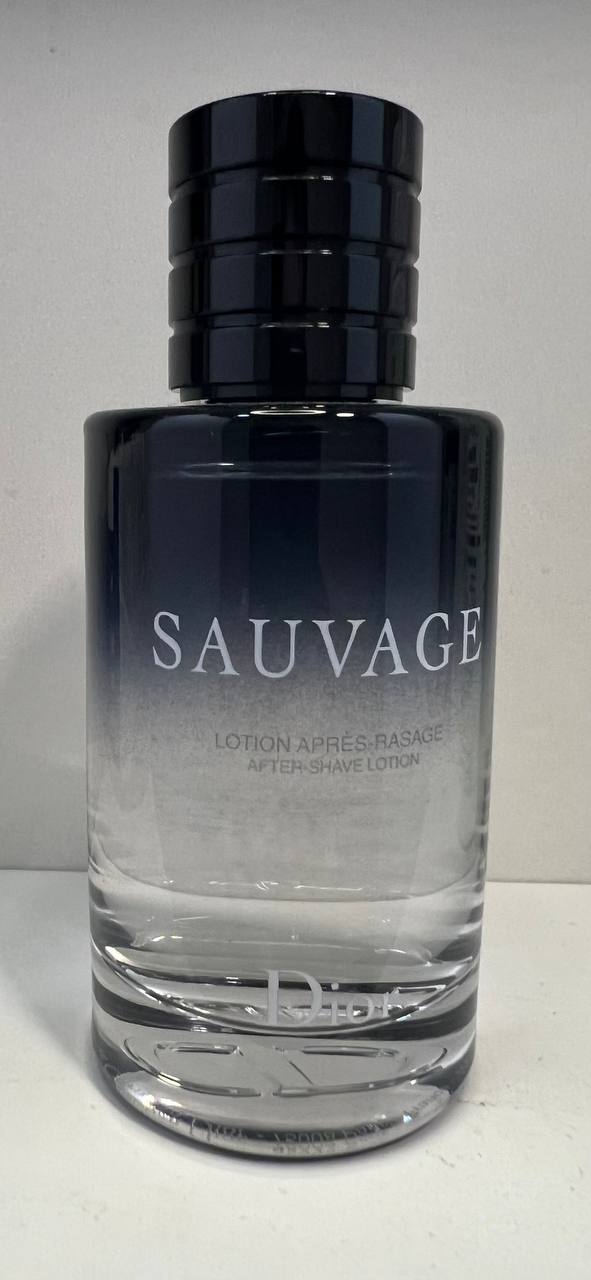 SAUVAGE
LOTION APRÈS-RASAGE
AFTER-SHAVE LOTION
Dior